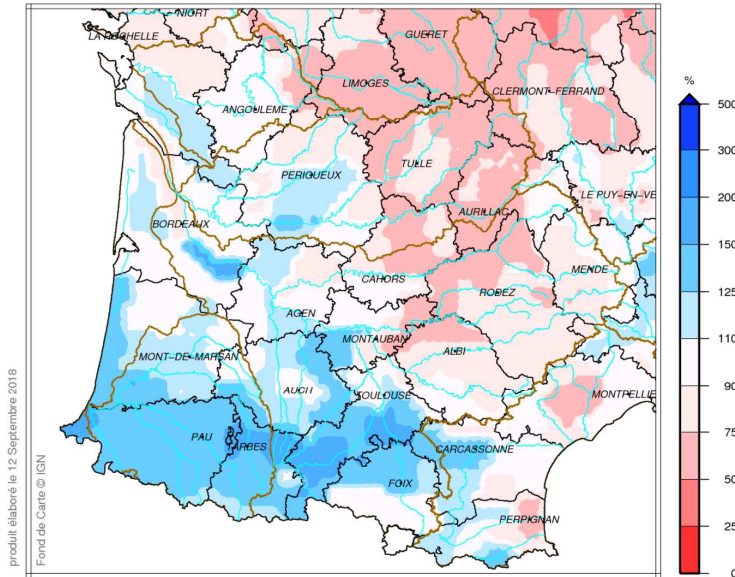 NIORT
LA ROCHELLE
GUERET
LIMOGES
CLERMONT-FERRAND
ANGOULEME
TULLE
PERIGUEUX
LE PUY-EN-VE
AURILLAC
BORDEAUX
MENDE
CAHORS
RODEZ
AGEN
MONTAUBAN
ALBI
MONT-DE-MARSAN
AUCH
TOULOUSE
MONTPELLIE
PAU
TARBES
CARCASSONNE
FOIX
PERPIGNAN
%
500
300
200
150
125
110
90
75
50
25
0
produit élaboré le 12 Septembre 2018
Fond de Carte © IGN